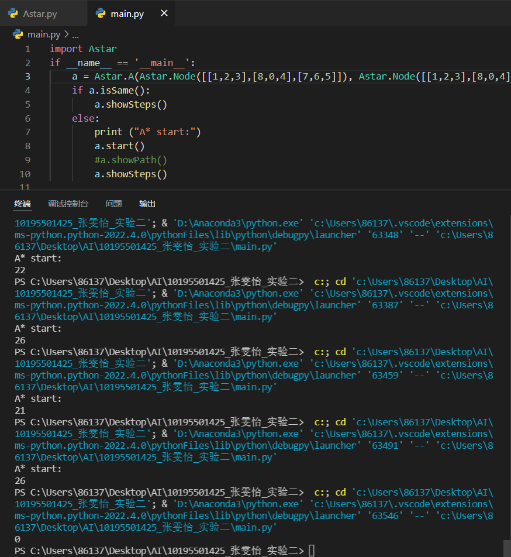 Astar.py
main.py
main.py > ...
1 import Astar
2 if __name__ == '__main__':
3 a = Astar.A(Astar.Node([[1,2,3],[8,0,4],[7,6,5]]), Astar.Node([[1,2,3],[8,0,4]
4 if a.isSame():
5 a.showSteps()
6 else:
7 print ("A* start:")
8 a.start()
9 #a.showPath()
10 a.showSteps()
11
终端 调试控制台 问题 输出
10195501425_张雯怡_实验二'; & 'D:\Anaconda3\python.exe' 'c:\Users\86137\.vscode\extensions\
ms-python.python-2022.4.0\pythonFiles\lib\python\debugpy\launcher' '63348' '--' 'c:\Users\8
6137\Desktop\AI\10195501425_张雯怡_实验二\main.py'
A* start:
22
PS C:\Users\86137\Desktop\AI\10195501425_张雯怡_实验二> c:; cd 'c:\Users\86137\Desktop\AI\
10195501425_张雯怡_实验二'; & 'D:\Anaconda3\python.exe' 'c:\Users\86137\.vscode\extensions\
ms-python.python-2022.4.0\pythonFiles\lib\python\debugpy\launcher' '63387' '--' 'c:\Users\8
6137\Desktop\AI\10195501425_张雯怡_实验二\main.py'
A* start:
26
PS C:\Users\86137\Desktop\AI\10195501425_张雯怡_实验二> c:; cd 'c:\Users\86137\Desktop\AI\
10195501425_张雯怡_实验二'; & 'D:\Anaconda3\python.exe' 'c:\Users\86137\.vscode\extensions\
ms-python.python-2022.4.0\pythonFiles\lib\python\debugpy\launcher' '63459' '--' 'c:\Users\8
6137\Desktop\AI\10195501425_张雯怡_实验二\main.py'
A* start:
21
PS C:\Users\86137\Desktop\AI\10195501425_张雯怡_实验二> c:; cd 'c:\Users\86137\Desktop\AI\
10195501425_张雯怡_实验二'; & 'D:\Anaconda3\python.exe' 'c:\Users\86137\.vscode\extensions\
ms-python.python-2022.4.0\pythonFiles\lib\python\debugpy\launcher' '63491' '--' 'c:\Users\8
6137\Desktop\AI\10195501425_张雯怡_实验二\main.py'
A* start:
26
PS C:\Users\86137\Desktop\AI\10195501425_张雯怡_实验二> c:; cd 'c:\Users\86137\Desktop\AI\
10195501425_张雯怡_实验二'; & 'D:\Anaconda3\python.exe' 'c:\Users\86137\.vscode\extensions\
ms-python.python-2022.4.0\pythonFiles\lib\python\debugpy\launcher' '63546' '--' 'c:\Users\8
6137\Desktop\AI\10195501425_张雯怡_实验二\main.py'
0
PS C:\Users\86137\Desktop\AI\10195501425_张雯怡_实验二>